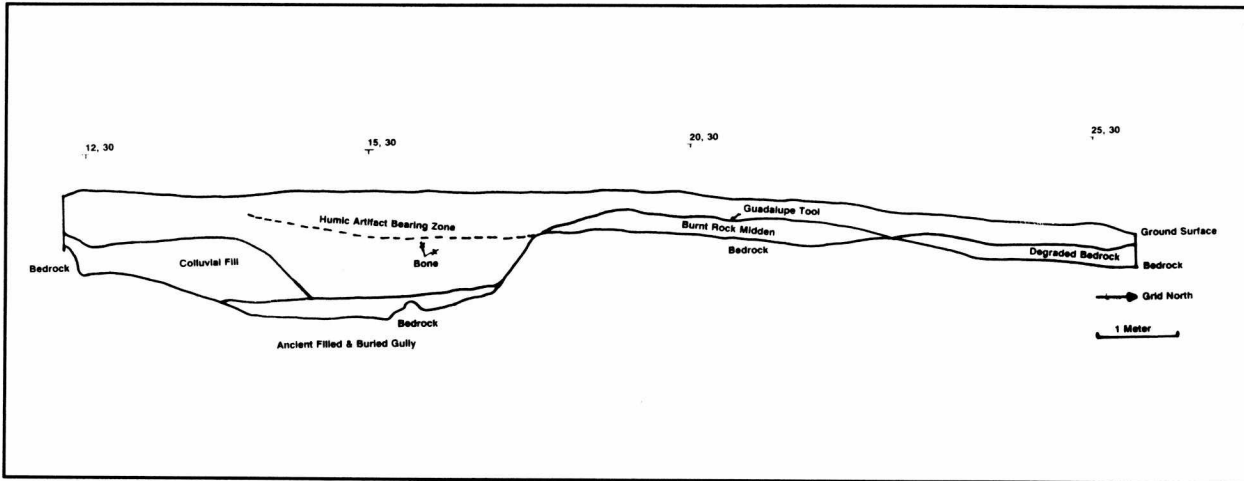 12, 30
15, 30
20, 30
25, 30
Guadalupe Tool
Humic Artifact Bearing Zone
Burnt Rock Midden
Ground Surface
Bedrock
Degraded Bedrock
Colluvial Fill
Bone
Bedrock
Bedrock
Grid North
Bedrock
1 Meter
Ancient Filled & Buried Gully